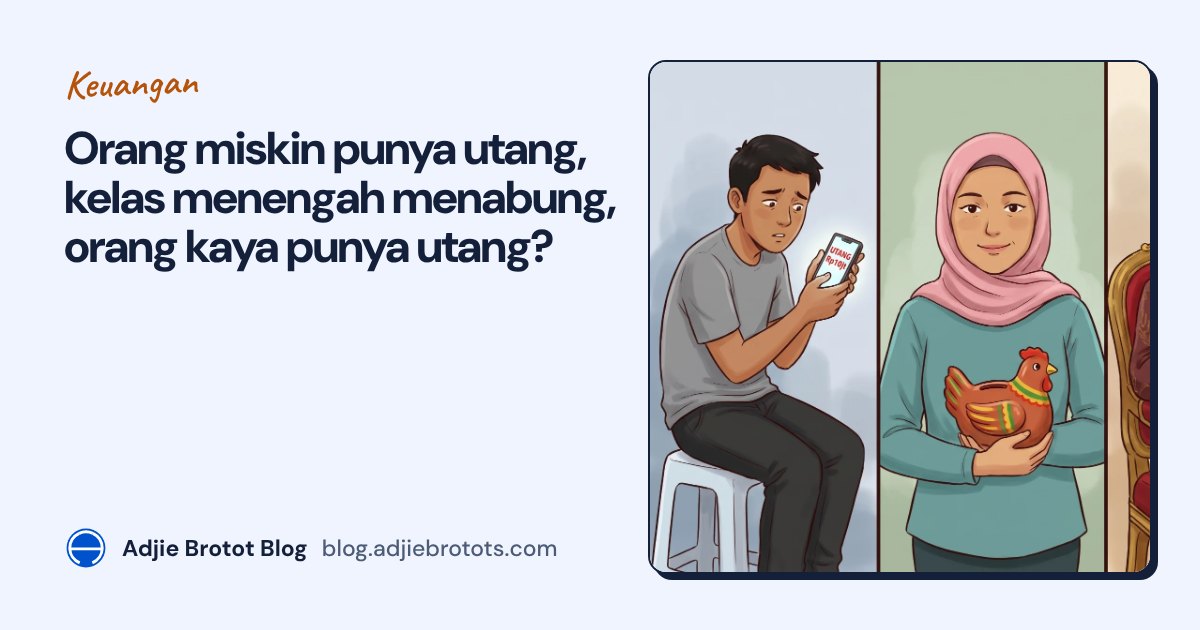 Keuangan
Orang miskin punya utang,
kelas menengah menabung,
orang kaya punya utang?
UTANG
Rp10jt
Adjie Brotot Blog blog.adjiebrotots.com